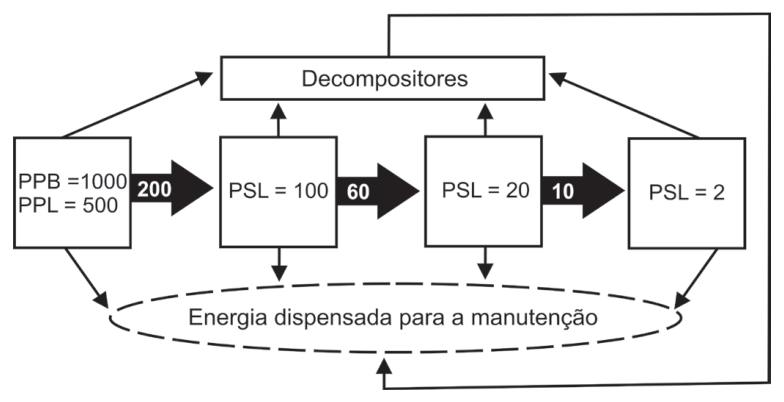 Decompositores
PPB =1000
PPL = 500
200
PSL = 100
60
PSL = 20
10
PSL = 2
Energia dispensada para a manutenção